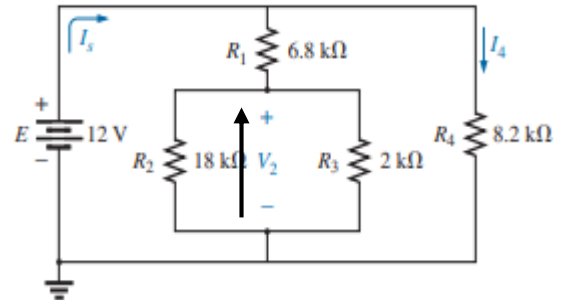 I_s
I_4
R_1 6.8 kΩ
+
E 12 V
−
R_2 18 kΩ
+
V_2
−
R_3 2 kΩ
R_4 8.2 kΩ